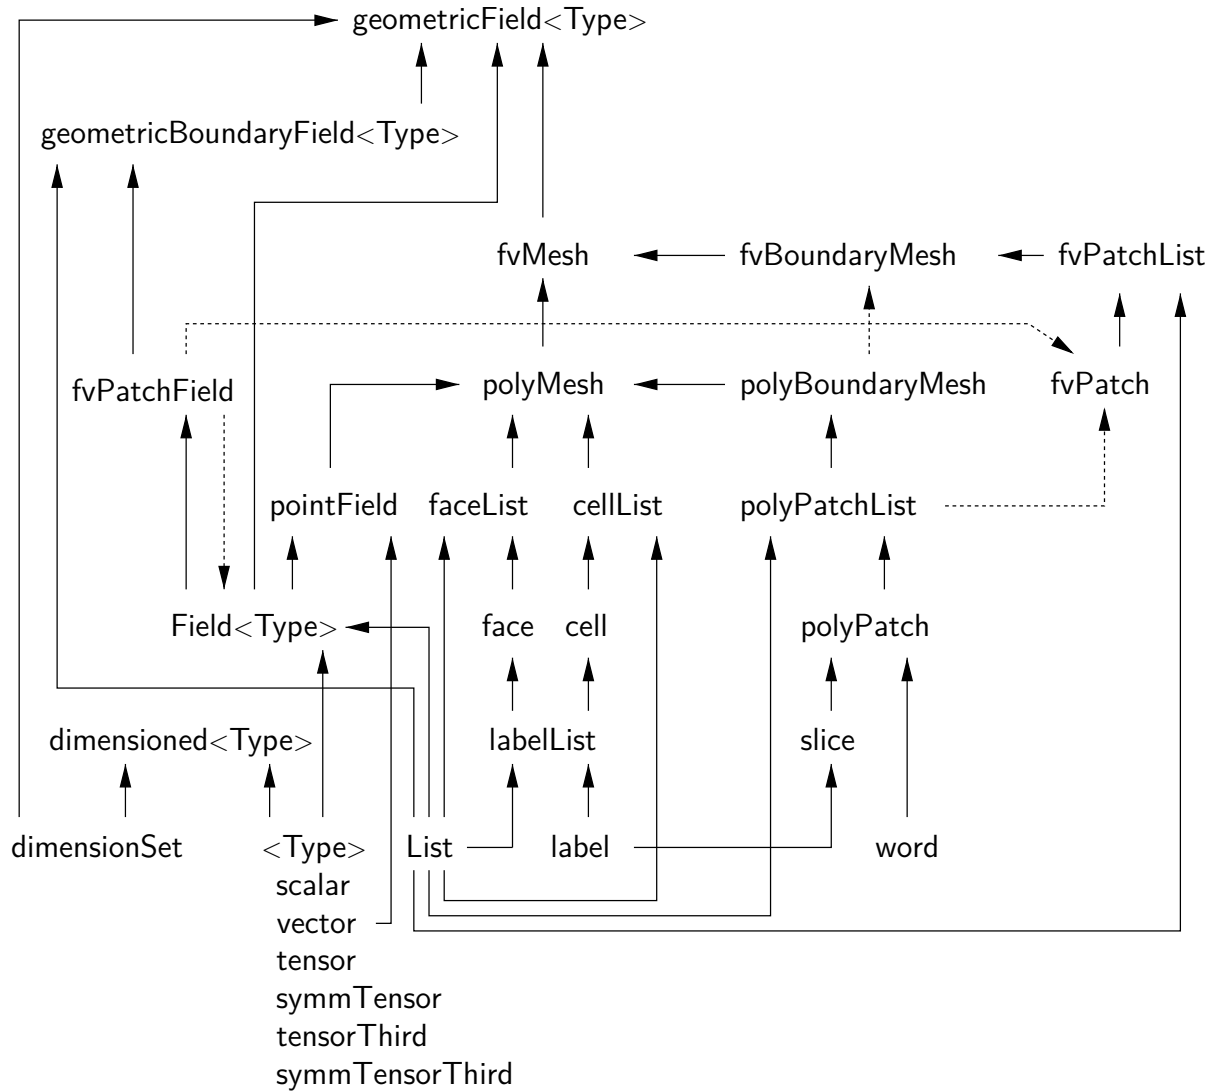 geometricField<Type>
geometricBoundaryField<Type>
fvMesh fvBoundaryMesh fvPatchList
fvPatchField polyMesh polyBoundaryMesh fvPatch
pointField faceList cellList polyPatchList
Field<Type> face cell polyPatch
dimensioned<Type> labelList slice
dimensionSet <Type> List label word
scalar
vector
tensor
symmTensor
tensorThird
symmTensorThird